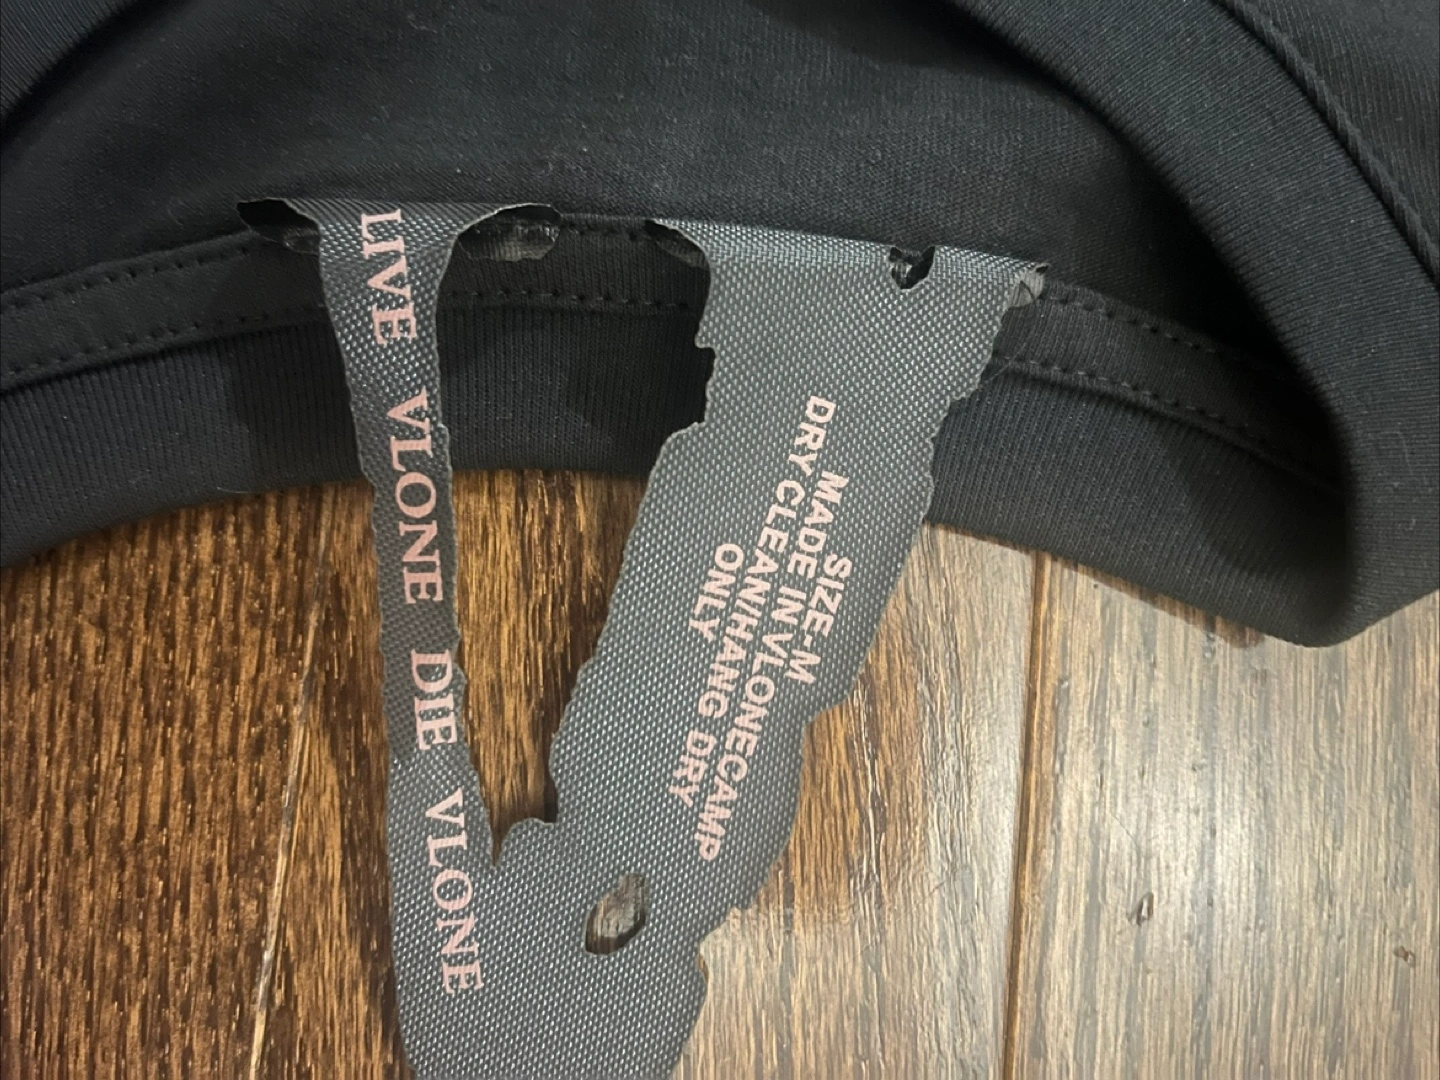 LIVE VLONE DIE VLONE
SIZE-M
MADE IN VLONECAMP
DRY CLEAN/HANG DRY
ONLY